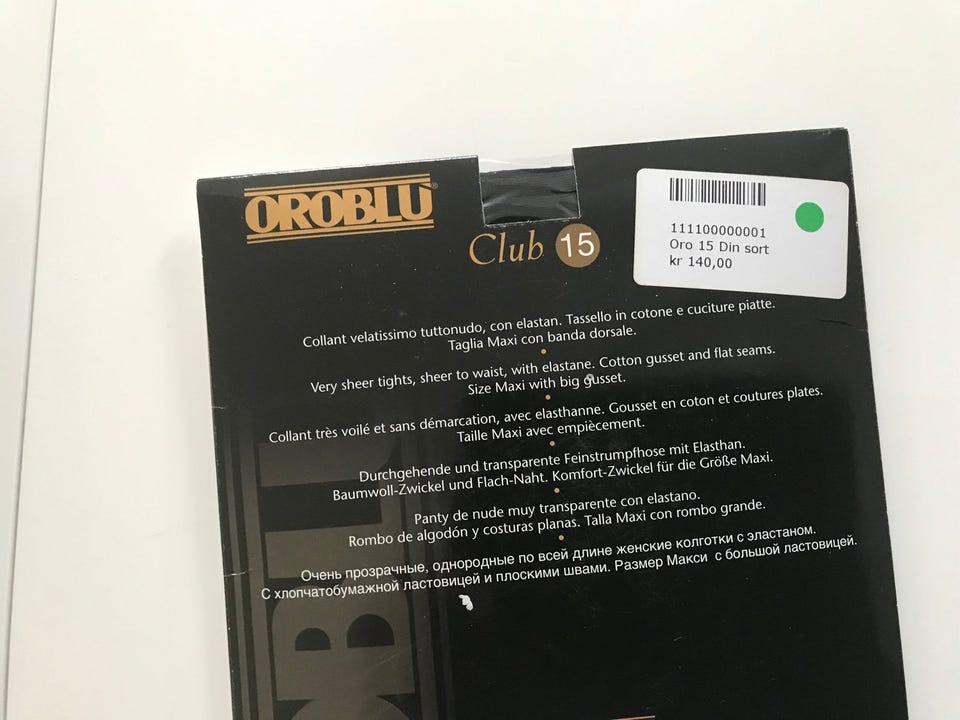 OROBLU®
Club 15
111100000001
Oro 15 Din sort
kr 140,00
Collant velatissimo tuttonudo, con elastan. Tassello in cotone e cuciture piatte.
Taglia Maxi con banda dorsale.
Very sheer tights, sheer to waist, with elastane. Cotton gusset and flat seams.
Size Maxi with big gusset.
Collant très voilé et sans démarcation, avec elasthanne. Gousset en coton et coutures plates.
Taille Maxi avec empiècement.
Durchgehende und transparente Feinstrumpfhose mit Elasthan.
Baumwoll-Zwickel und Flach-Naht. Komfort-Zwickel für die Größe Maxi.
Panty de nude muy transparente con elastano.
Rombo de algodón y costuras planas. Talla Maxi con rombo grande.
Очень прозрачные, однородные по всей длине женские колготки с эластаном.
С хлопчатобумажной ластовицей и плоскими швами. Размер Макси с большой ластовицей.
OBLU